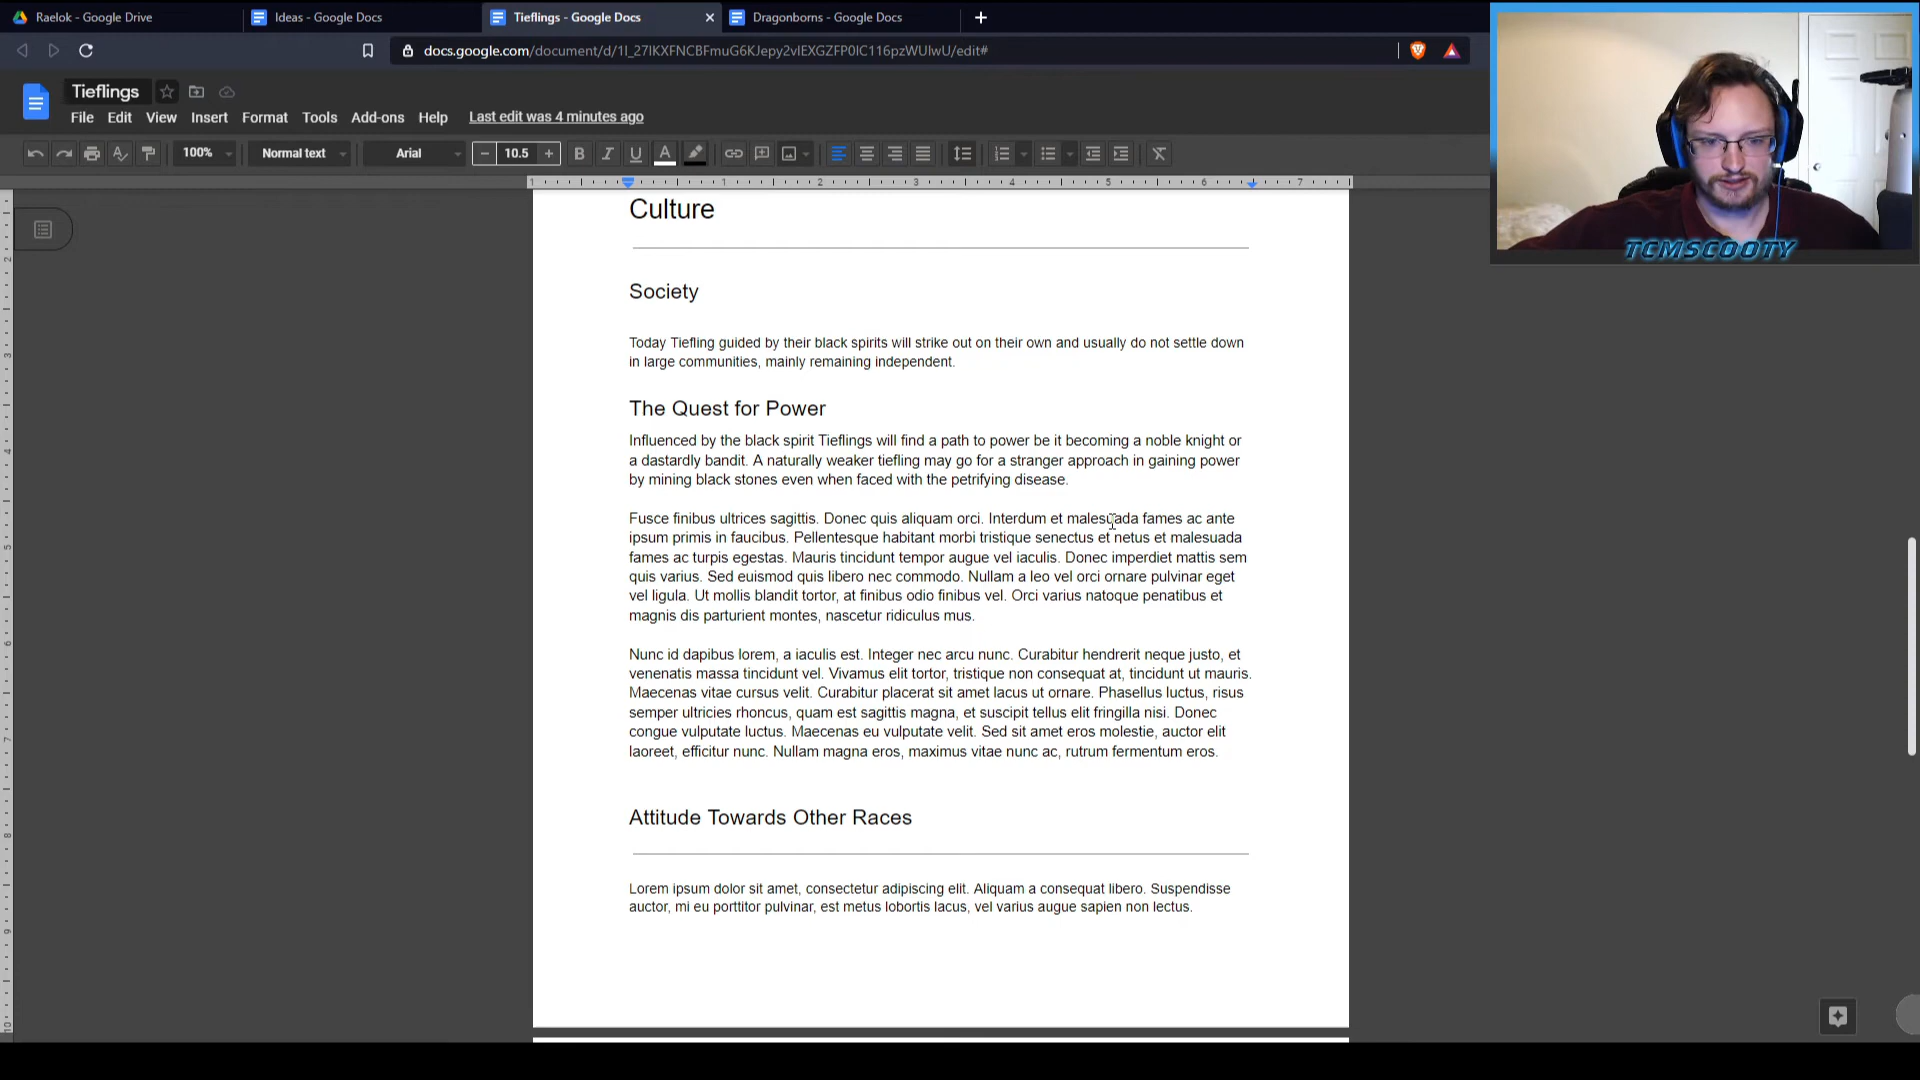 Raelok - Google Drive
Ideas - Google Docs
Tieflings - Google Docs
Dragonborns - Google Docs
docs.google.com/document/d/1I_27IKXFNCBFmuG6KJepy2vIEXGZFP0IC116pzWUlwU/edit#
Tieflings
File Edit View Insert Format Tools Add-ons Help Last edit was 4 minutes ago
100% Normal text Arial 10.5
1 1 2 3 4 5 6 7
TCMSCOOTY
Culture
Society
Today Tiefling guided by their black spirits will strike out on their own and usually do not settle down
in large communities, mainly remaining independent.
The Quest for Power
Influenced by the black spirit Tieflings will find a path to power be it becoming a noble knight or
a dastardly bandit. A naturally weaker tiefling may go for a stranger approach in gaining power
by mining black stones even when faced with the petrifying disease.
Fusce finibus ultrices sagittis. Donec quis aliquam orci. Interdum et malesuada fames ac ante
ipsum primis in faucibus. Pellentesque habitant morbi tristique senectus et netus et malesuada
fames ac turpis egestas. Mauris tincidunt tempor augue vel iaculis. Donec imperdiet mattis sem
quis varius. Sed euismod quis libero nec commodo. Nullam a leo vel orci ornare pulvinar eget
vel ligula. Ut mollis blandit tortor, at finibus odio finibus vel. Orci varius natoque penatibus et
magnis dis parturient montes, nascetur ridiculus mus.
Nunc id dapibus lorem, a iaculis est. Integer nec arcu nunc. Curabitur hendrerit neque justo, et
venenatis massa tincidunt vel. Vivamus elit tortor, tristique non consequat at, tincidunt ut mauris.
Maecenas vitae cursus velit. Curabitur placerat sit amet lacus ut ornare. Phasellus luctus, risus
semper ultricies rhoncus, quam est sagittis magna, et suscipit tellus elit fringilla nisi. Donec
congue vulputate luctus. Maecenas eu vulputate velit. Sed sit amet eros molestie, auctor elit
laoreet, efficitur nunc. Nullam magna eros, maximus vitae nunc ac, rutrum fermentum eros.
Attitude Towards Other Races
Lorem ipsum dolor sit amet, consectetur adipiscing elit. Aliquam a consequat libero. Suspendisse
auctor, mi eu porttitor pulvinar, est metus lobortis lacus, vel varius augue sapien non lectus.